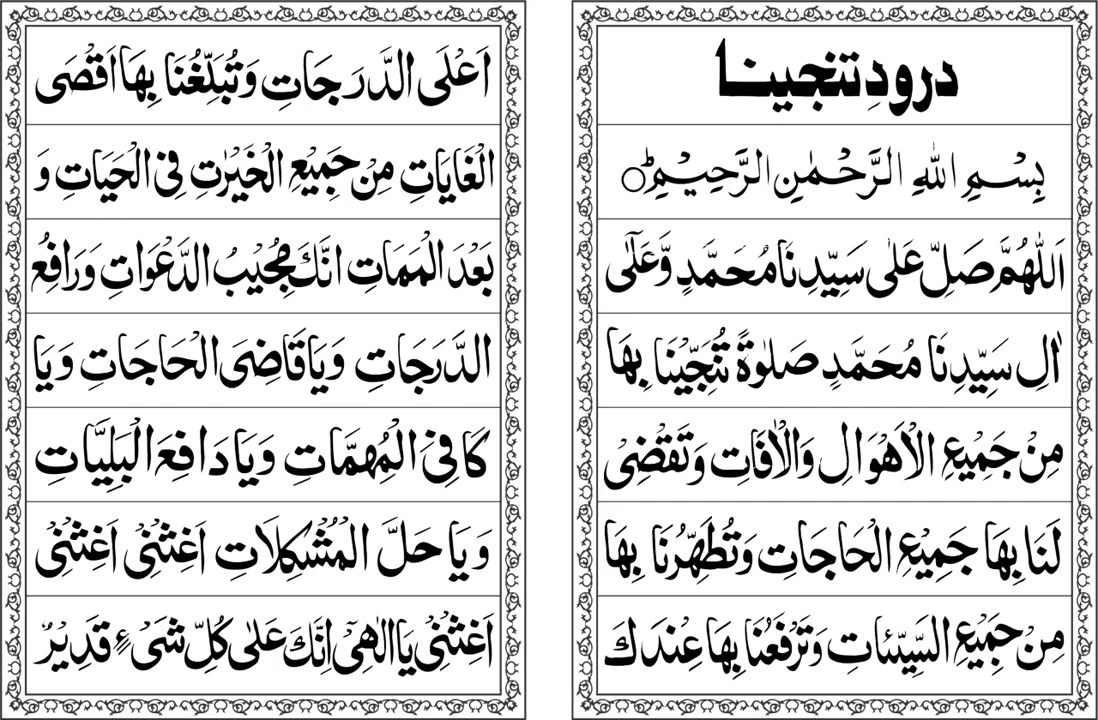 درودِ تنجینا
بِسْمِ اللّٰهِ الرَّحْمٰنِ الرَّحِیْمِ ؕ○
اَللّٰهُمَّ صَلِّ عَلٰی سَیِّدِنَا مُحَمَّدٍ وَّعَلٰٓی
اٰلِ سَیِّدِنَا مُحَمَّدٍ صَلٰوةً تُنَجِّیْنَا بِهَا
مِنْ جَمِیْعِ الْاَهْوَالِ وَالْاٰفَاتِ وَتَقْضِیْ
لَنَا بِهَا جَمِیْعِ الْحَاجَاتِ وَتُطَهِّرُنَا بِهَا
مِنْ جَمِیْعِ السَّیِّئَاتِ وَتَرْفَعُنَا بِهَا عِنْدَكَ
اَعْلَی الدَّرَجَاتِ وَتُبَلِّغُنَا بِهَا اَقْصَی
الْغَایَاتِ مِنْ جَمِیْعِ الْخَیْرٰتِ فِی الْحَیَاتِ وَ
بَعْدَ الْمَمَاتِ اِنَّكَ مُجِیْبُ الدَّعْوَاتِ وَرَافِعُ
الدَّرَجَاتِ وَیَا قَاضِیَ الْحَاجَاتِ وَیَا
كَافِیَ الْمُهِمَّاتِ وَیَا دَافِعَ الْبَلِیَّاتِ
وَیَا حَلَّ الْمُشْكِلَاتِ اَغِثْنِیْ اَغِثْنِیْ
اَغِثْنِیْ یَا اِلٰهِیْٓ اِنَّكَ عَلٰی كُلِّ شَیْءٍ قَدِیْرٌ